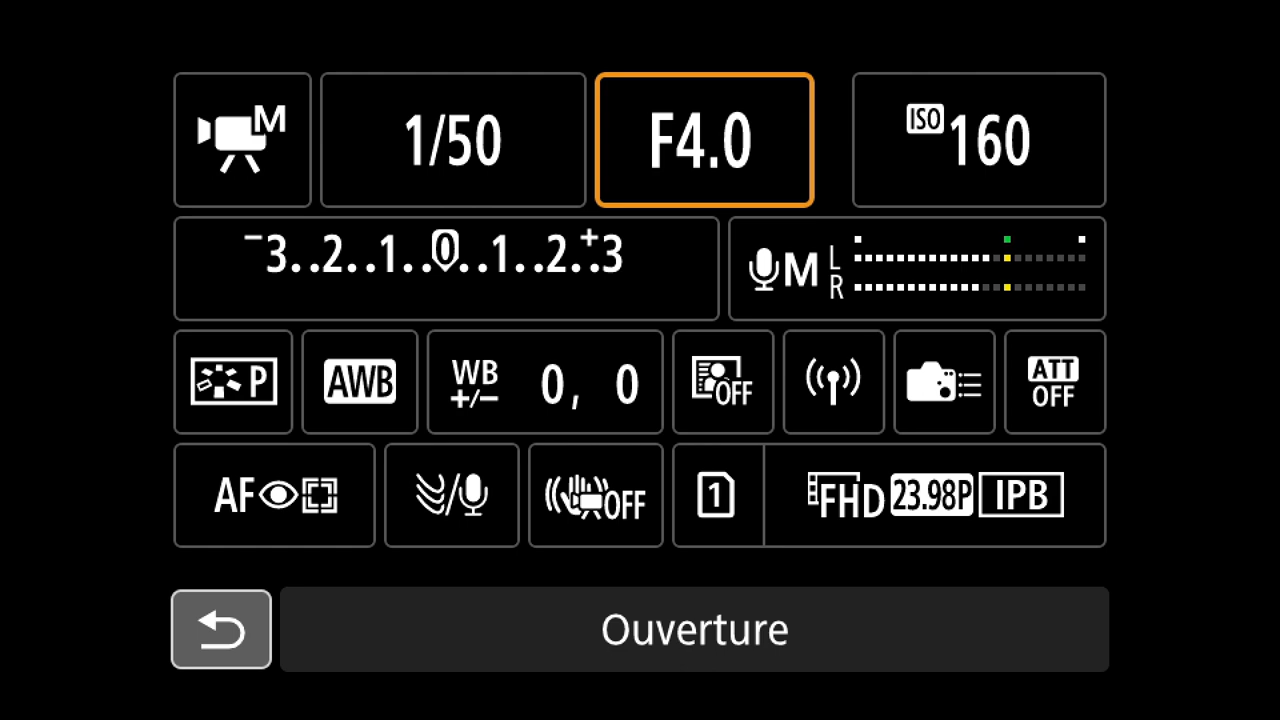 M 1/50 F4.0 ISO 160
-3..2..1..0..1..2..+3 M L R
P AWB WB +/- 0, 0 OFF ATT OFF
AF OFF 1 FHD 23.98P IPB
Ouverture